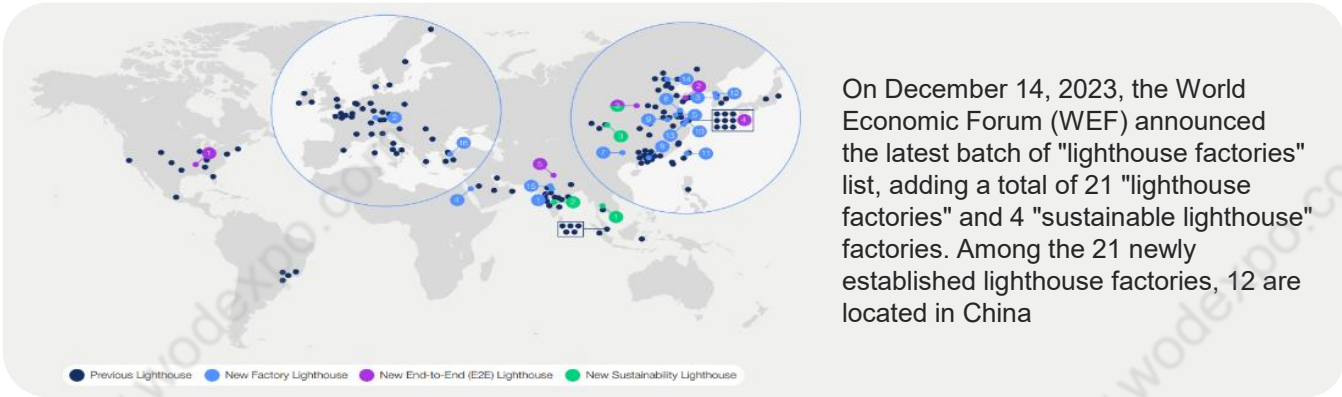 On December 14, 2023, the World
Economic Forum (WEF) announced
the latest batch of "lighthouse factories"
list, adding a total of 21 "lighthouse
factories" and 4 "sustainable lighthouse"
factories. Among the 21 newly
established lighthouse factories, 12 are
located in China
Previous Lighthouse
New Factory Lighthouse
New End-to-End (E2E) Lighthouse
New Sustainability Lighthouse